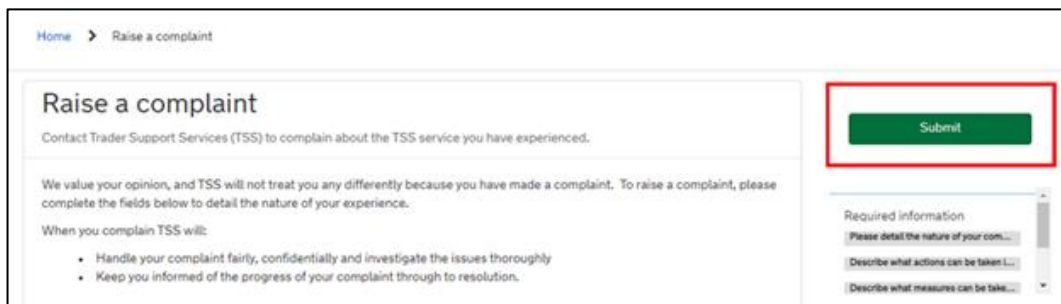 Home > Raise a complaint
Raise a complaint
Contact Trader Support Services (TSS) to complain about the TSS service you have experienced.
We value your opinion, and TSS will not treat you any differently because you have made a complaint. To raise a complaint, please
complete the fields below to detail the nature of your experience.
When you complain TSS will:
• Handle your complaint fairly, confidentially and investigate the issues thoroughly
• Keep you informed of the progress of your complaint through to resolution.
Submit
Required information
Please detail the nature of your com...
Describe what actions can be taken i...
Describe what measures can be take...